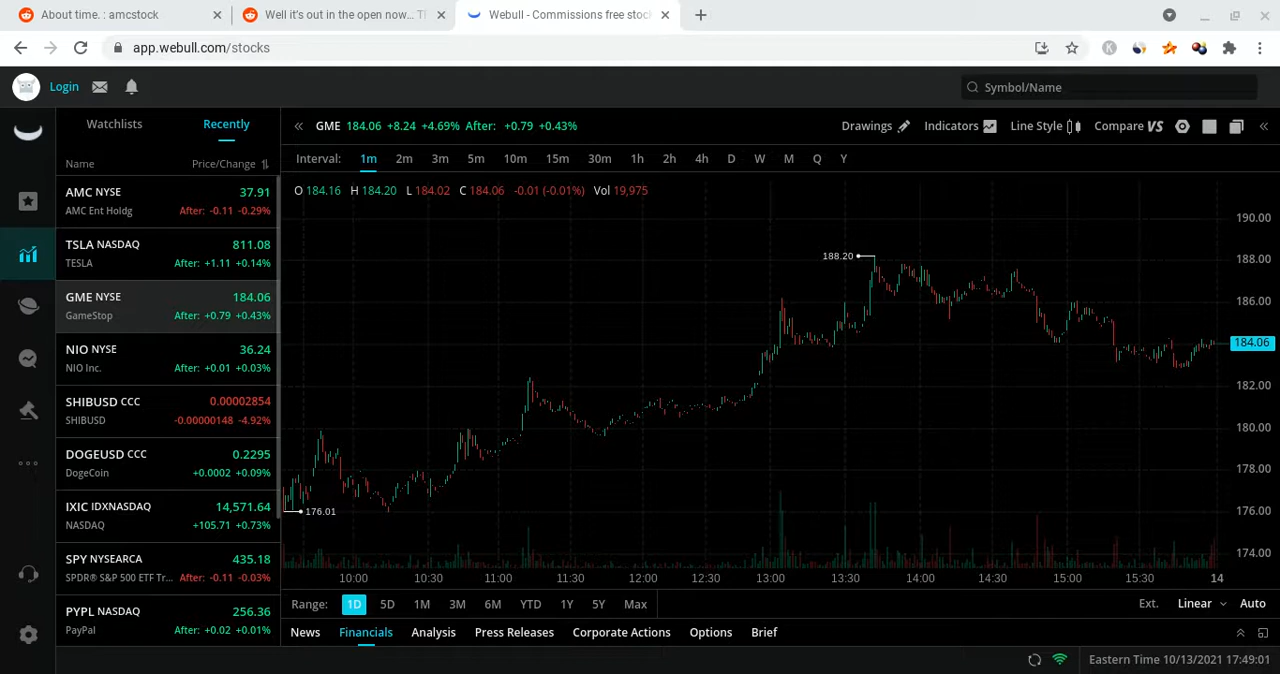 About time. : amcstock
Well it's out in the open now... Th
Webull - Commissions free stoc
app.webull.com/stocks
K
Login
Symbol/Name
Watchlists
Recently
GME 184.06 +8.24 +4.69% After: +0.79 +0.43%
Drawings
Indicators
Line Style
Compare VS
Name
Price/Change
Interval: 1m 2m 3m 5m 10m 15m 30m 1h 2h 4h D W M Q Y
O 184.16 H 184.20 L 184.02 C 184.06 -0.01 (-0.01%) Vol 19,975
AMC NYSE 37.91
AMC Ent Holdg After: -0.11 -0.29%
TSLA NASDAQ 811.08
TESLA After: +1.11 +0.14%
GME NYSE 184.06
GameStop After: +0.79 +0.43%
NIO NYSE 36.24
NIO Inc. After: +0.01 +0.03%
SHIBUSD CCC 0.00002854
SHIBUSD -0.00000148 -4.92%
DOGEUSD CCC 0.2295
DogeCoin +0.0002 +0.09%
IXIC IDXNASDAQ 14,571.64
NASDAQ +105.71 +0.73%
SPY NYSEARCA 435.18
SPDR® S&P 500 ETF Tr... After: -0.11 -0.03%
PYPL NASDAQ 256.36
PayPal After: +0.02 +0.01%
188.20
176.01
190.00
188.00
186.00
184.06
182.00
180.00
178.00
176.00
174.00
10:00 10:30 11:00 11:30 12:00 12:30 13:00 13:30 14:00 14:30 15:00 15:30 14
Range: 1D 5D 1M 3M 6M YTD 1Y 5Y Max
Ext. Linear Auto
News Financials Analysis Press Releases Corporate Actions Options Brief
Eastern Time 10/13/2021 17:49:01